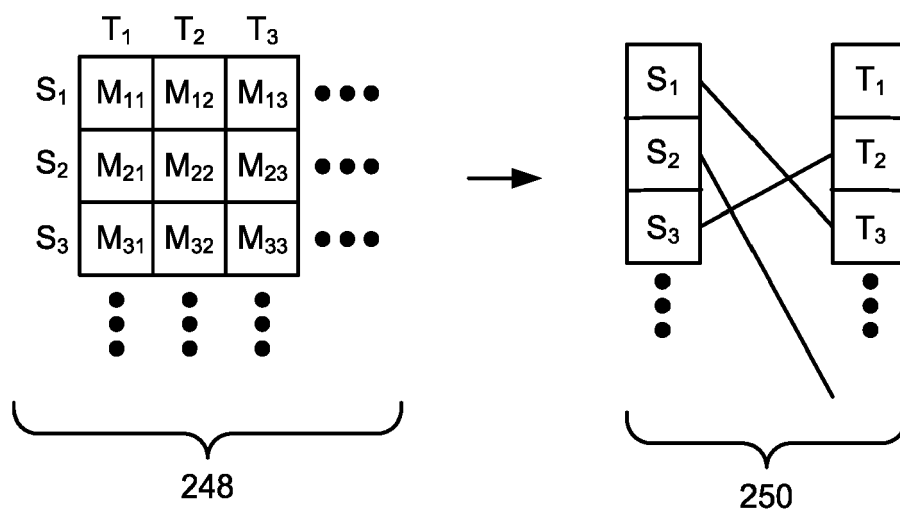 T₁ T₂ T₃
S₁ M₁₁ M₁₂ M₁₃ ●●● S₁ T₁
S₂ M₂₁ M₂₂ M₂₃ ●●● S₂ T₂
S₃ M₃₁ M₃₂ M₃₃ ●●● S₃ T₃
248 250